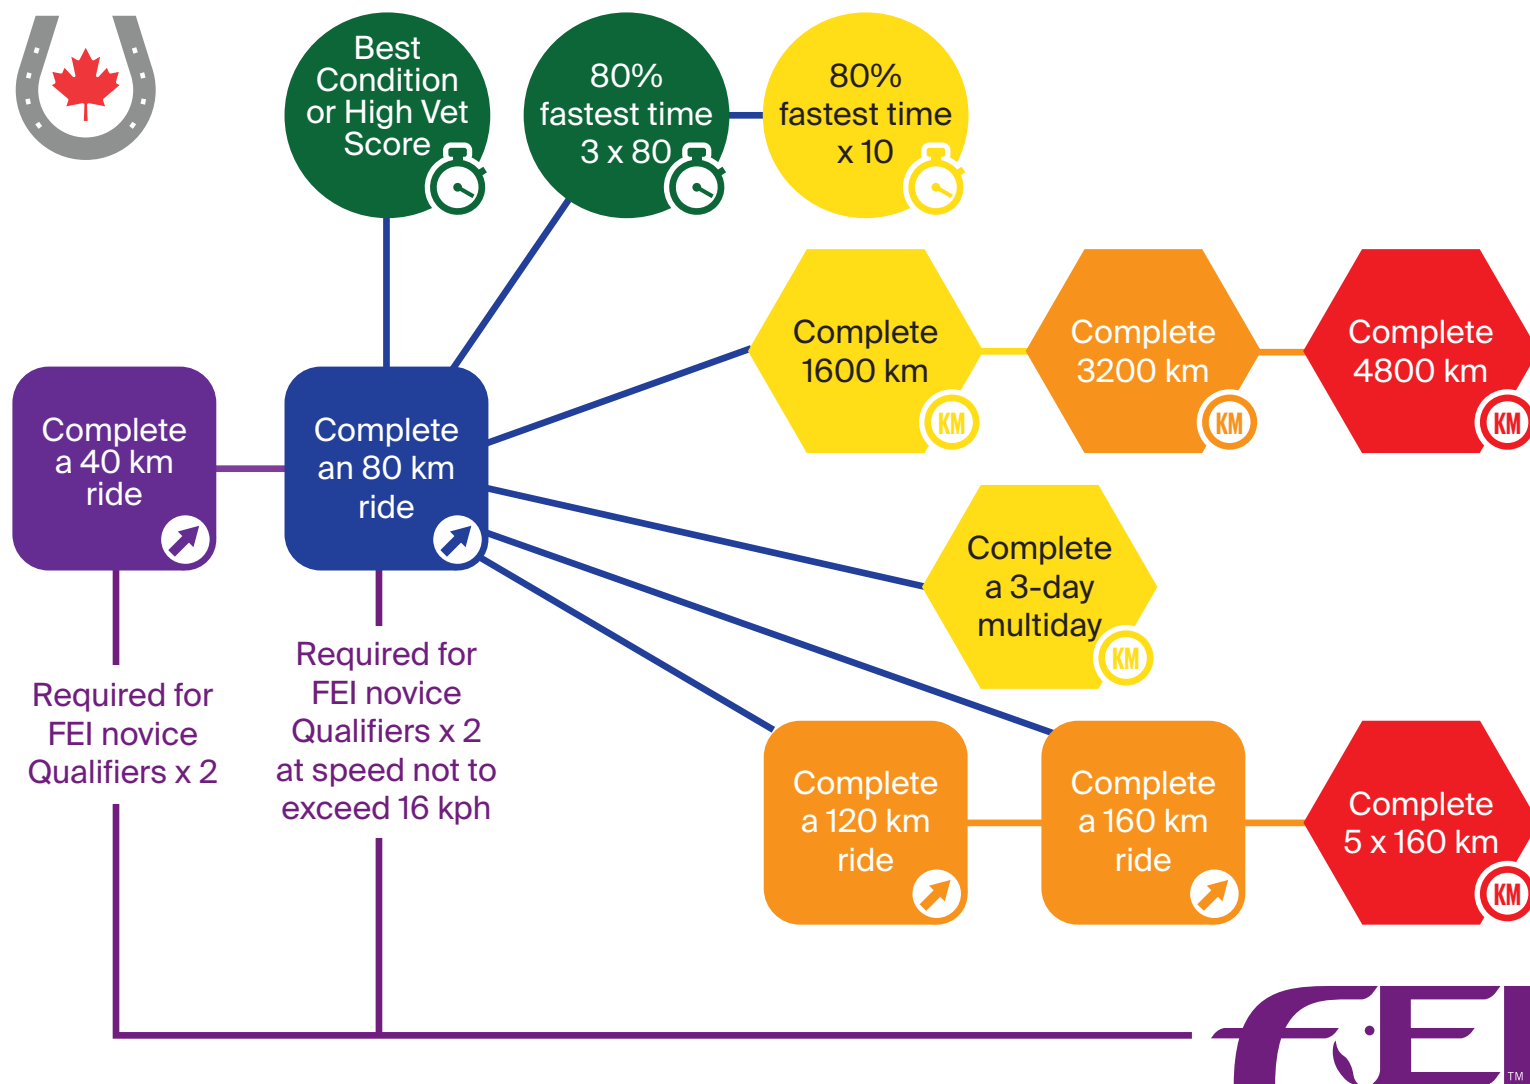 Best
Condition
or High Vet
Score
80%
fastest time
3 x 80
80%
fastest time
x 10
Complete
1600 km
KM
Complete
3200 km
KM
Complete
4800 km
KM
Complete
a 40 km
ride
Complete
an 80 km
ride
Complete
a 3-day
multiday
KM
Required for
FEI novice
Qualifiers x 2
Required for
FEI novice
Qualifiers x 2
at speed not to
exceed 16 kph
Complete
a 120 km
ride
Complete
a 160 km
ride
Complete
5 x 160 km
KM
FEI
TM